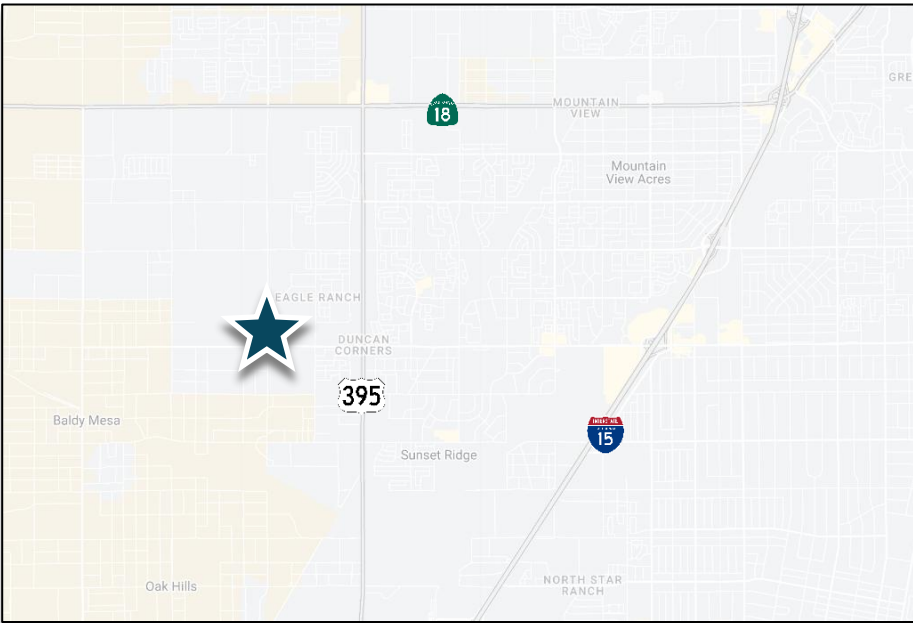 GRE
18
MOUNTAIN
VIEW
Mountain
View Acres
EAGLE RANCH
DUNCAN
CORNERS
395
Baldy Mesa
15
Sunset Ridge
Oak Hills
NORTH STAR
RANCH